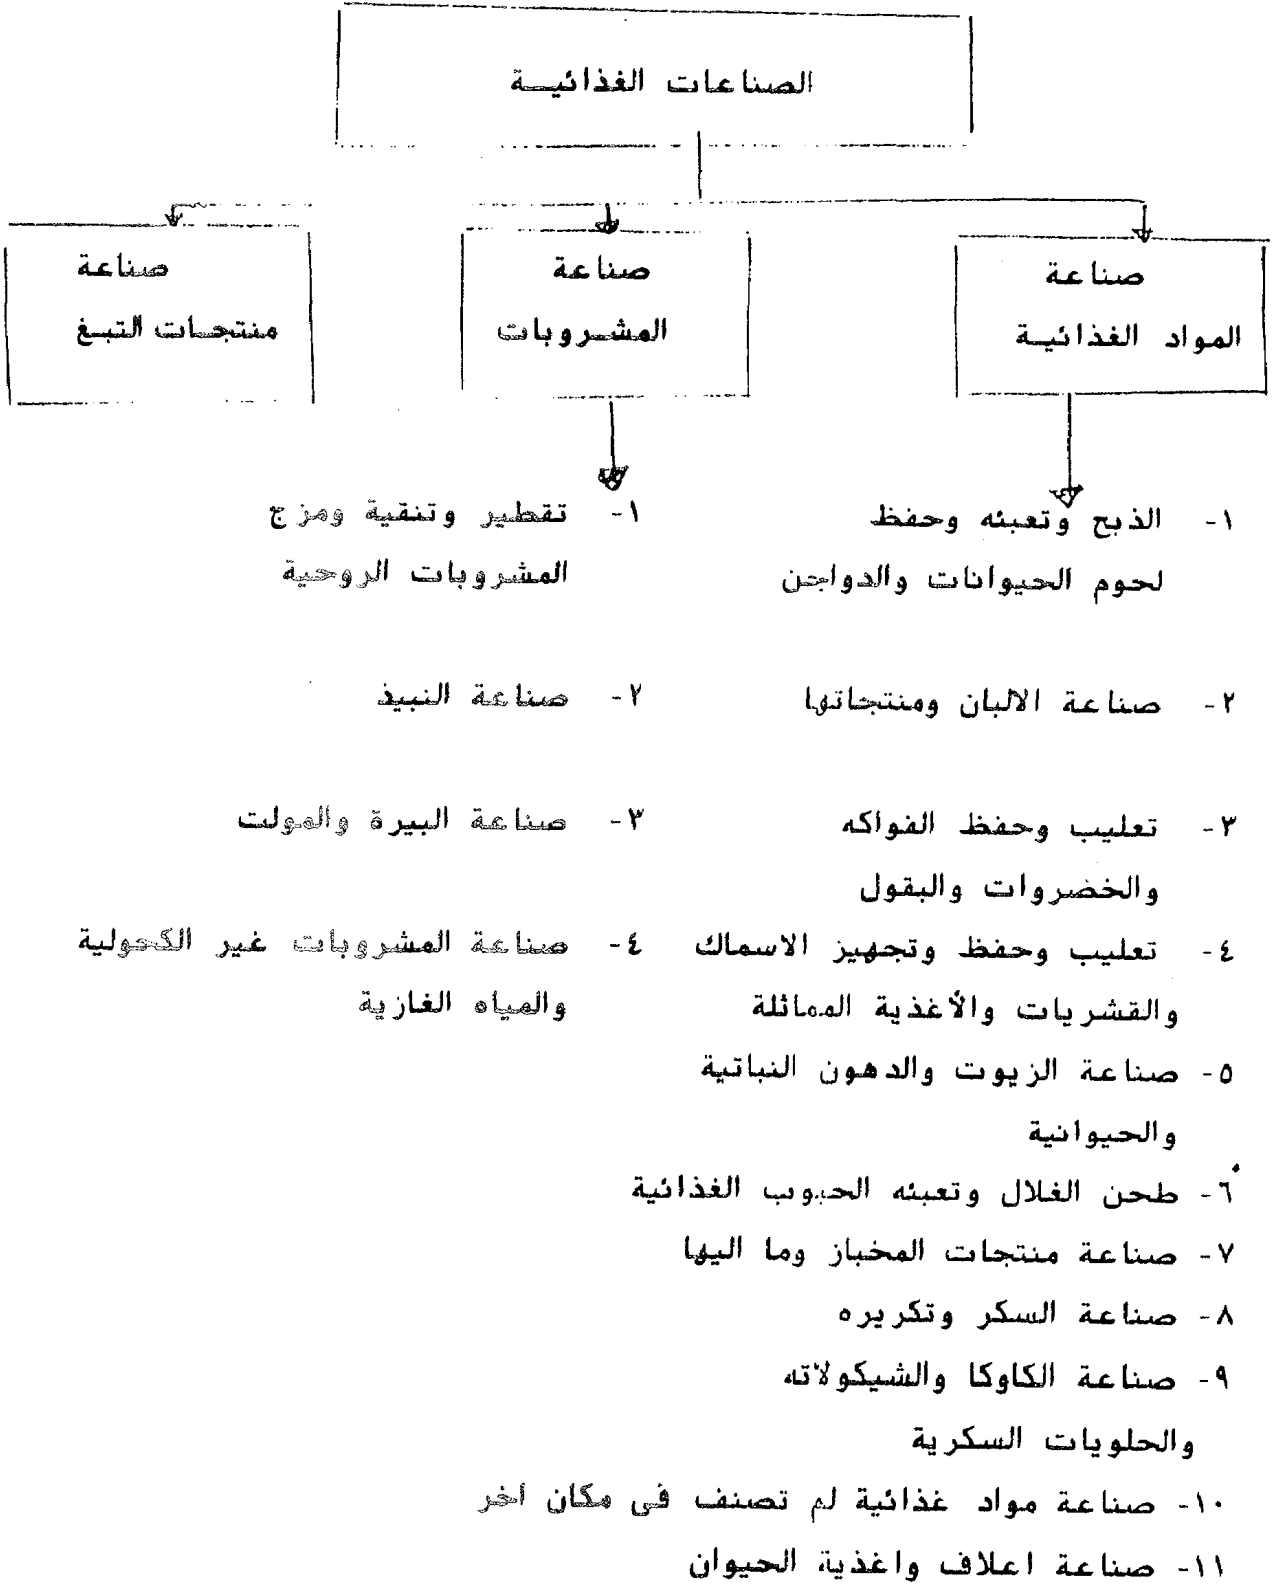 الصناعات الغذائية
صناعة
المواد الغذائية
صناعة
المشروبات
صناعة
منتجات التبغ
١- الذبح وتعبئه وحفظ
لحوم الحيوانات والدواجن
٢- صناعة الالبان ومنتجاتها
٣- تعليب وحفظ الفواكه
والخضروات والبقول
٤- تعليب وحفظ وتجهيز الاسماك
والقشريات والأغذية المماثلة
٥- صناعة الزيوت والدهون النباتية
والحيوانية
٦- طحن الغلال وتعبئه الحبوب الغذائية
٧- صناعة منتجات المخباز وما اليها
٨- صناعة السكر وتكريره
٩- صناعة الكاوكا والشيكولاته
والحلويات السكرية
١٠- صناعة مواد غذائية لم تصنف فى مكان اخر
١١- صناعة اعلاف واغذية الحيوان
١- تقطير وتنقية ومزج
المشروبات الروحية
٢- صناعة النبيذ
٣- صناعة البيرة والمولت
٤- صناعة المشروبات غير الكحولية
والمياه الغازية